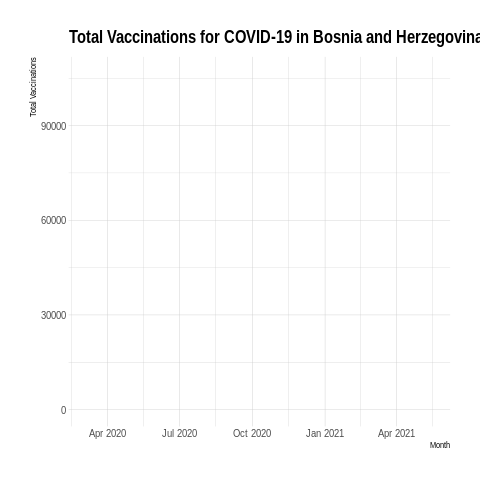 Total Vaccinations for COVID-19 in Bosnia and Herzegovina
Total Vaccinations
90000
60000
30000
0
Apr 2020 Jul 2020 Oct 2020 Jan 2021 Apr 2021
Month